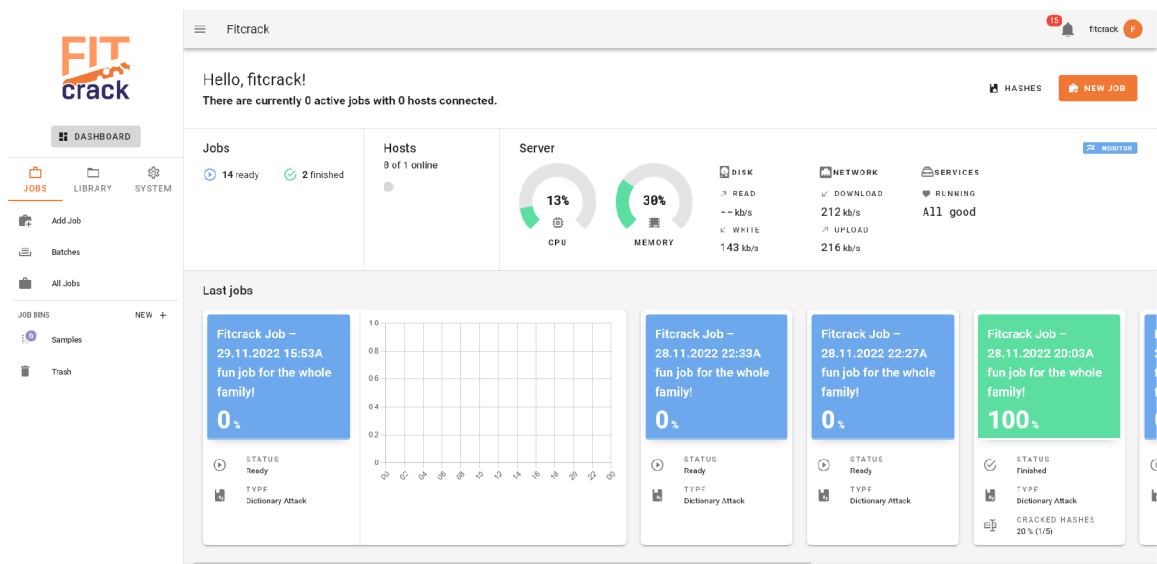 FIT
crack
DASHBOARD
JOBS
LIBRARY
SYSTEM
Add Job
Batches
All Jobs
JOB BINS
NEW +
6
Samples
Trash
Fitcrack
15
fitcrack
F
Hello, fitcrack!
There are currently 0 active jobs with 0 hosts connected.
HASHES
NEW JOB
Jobs
14 ready
2 finished
Hosts
0 of 1 online
Server
MONITOR
13%
CPU
30%
MEMORY
DISK
READ
-- kb/s
WRITE
143 kb/s
NETWORK
DOWNLOAD
212 kb/s
UPLOAD
216 kb/s
SERVICES
RUNNING
All good
Last jobs
Fitcrack Job –
29.11.2022 15:53A
fun job for the whole
family!
0 %
STATUS
Ready
TYPE
Dictionary Attack
1.0
0.8
0.6
0.4
0.2
0
00 02 04 06 08 10 12 14 16 18 20 22 00
Fitcrack Job –
28.11.2022 22:33A
fun job for the whole
family!
0 %
STATUS
Ready
TYPE
Dictionary Attack
Fitcrack Job –
28.11.2022 22:27A
fun job for the whole
family!
0 %
STATUS
Ready
TYPE
Dictionary Attack
Fitcrack Job –
28.11.2022 20:03A
fun job for the whole
family!
100 %
STATUS
Finished
TYPE
Dictionary Attack
CRACKED HASHES
20 % (1/5)